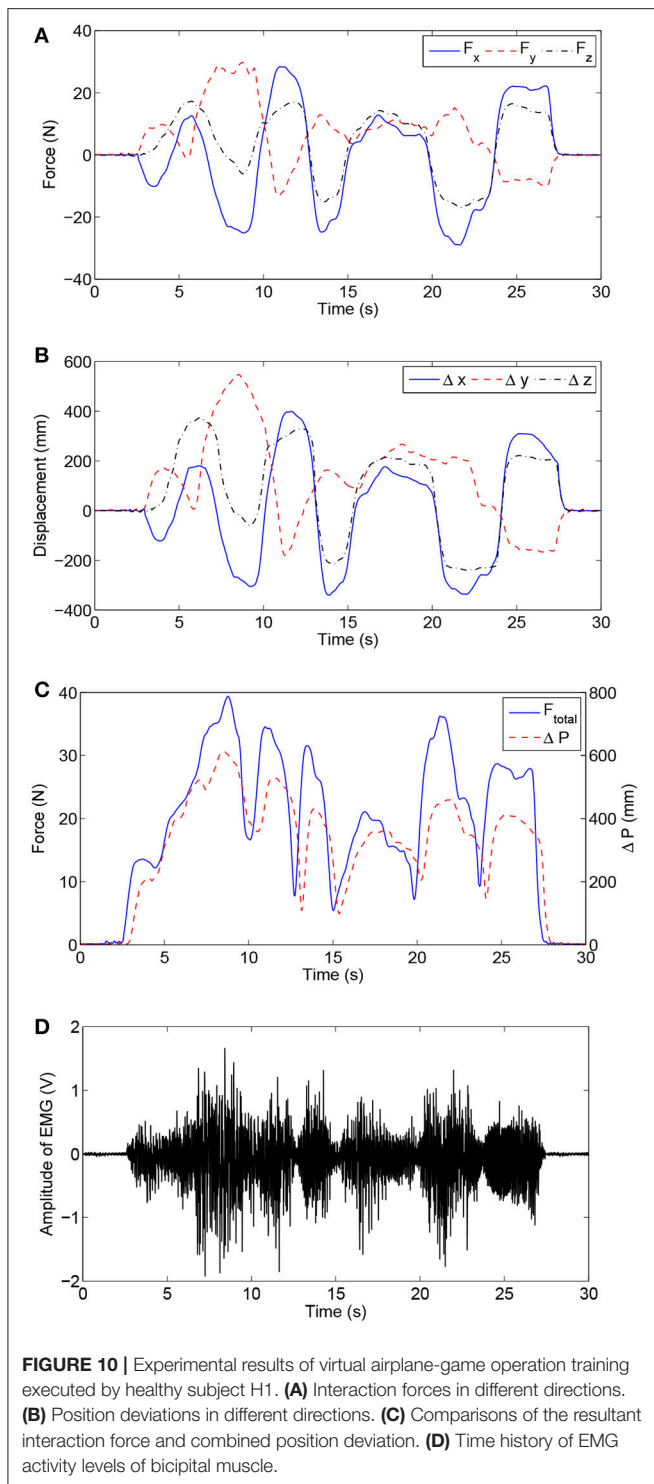 A
F_x F_y F_z
40
20
0
−20
−40
Force (N)
0 5 10 15 20 25 30
Time (s)
B
Δ x Δ y Δ z
600
400
200
0
−200
−400
Displacement (mm)
0 5 10 15 20 25 30
Time (s)
C
F_total
Δ P
40
30
20
10
0
Force (N)
800
600
400
200
0
Δ P (mm)
0 5 10 15 20 25 30
Time (s)
D
2
1
0
−1
−2
Amplitude of EMG (V)
0 5 10 15 20 25 30
Time (s)
FIGURE 10 | Experimental results of virtual airplane-game operation training
executed by healthy subject H1. (A) Interaction forces in different directions.
(B) Position deviations in different directions. (C) Comparisons of the resultant
interaction force and combined position deviation. (D) Time history of EMG
activity levels of bicipital muscle.